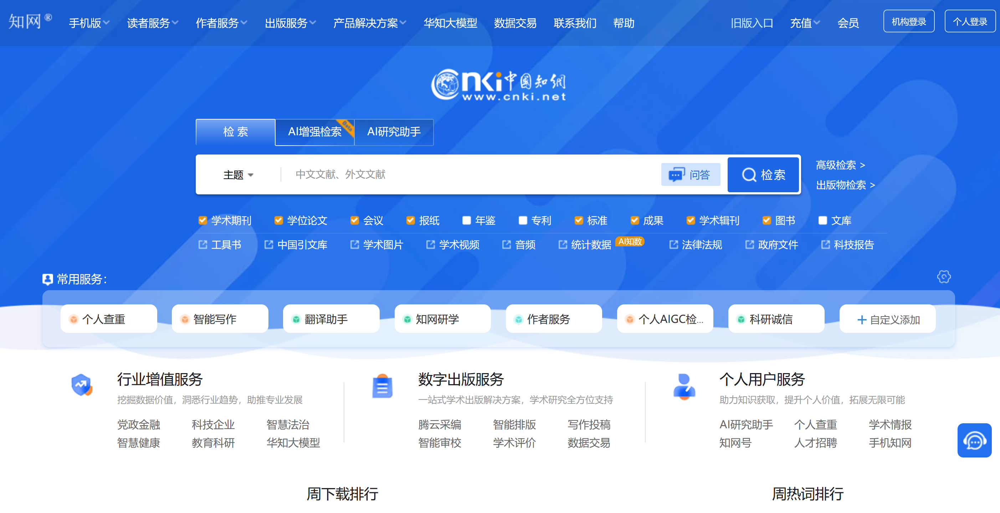 知网® 手机版 读者服务 作者服务 出版服务 产品解决方案 华知大模型 数据交易 联系我们 帮助 旧版入口 充值 会员 机构登录 个人登录
cnki中国知網
www.cnki.net
检 索 AI增强检索 Beta AI研究助手
主题 中文文献、外文文献 问答 检索
高级检索 >
出版物检索 >
学术期刊 学位论文 会议 报纸 年鉴 专利 标准 成果 学术辑刊 图书 文库
工具书 中国引文库 学术图片 学术视频 音频 统计数据 AI知数 法律法规 政府文件 科技报告
常用服务：
个人查重 智能写作 翻译助手 知网研学 作者服务 个人AIGC检... 科研诚信 +自定义添加
行业增值服务
挖掘数据价值，洞悉行业趋势，助推专业发展
党政金融 科技企业 智慧法治
智慧健康 教育科研 华知大模型
数字出版服务
一站式学术出版解决方案，学术研究全方位支持
腾云采编 智能排版 写作投稿
智能审校 学术评价 数据交易
个人用户服务
助力知识获取，提升个人价值，拓展无限可能
AI研究助手 个人查重 学术情报
知网号 人才招聘 手机知网
周下载排行 周热词排行